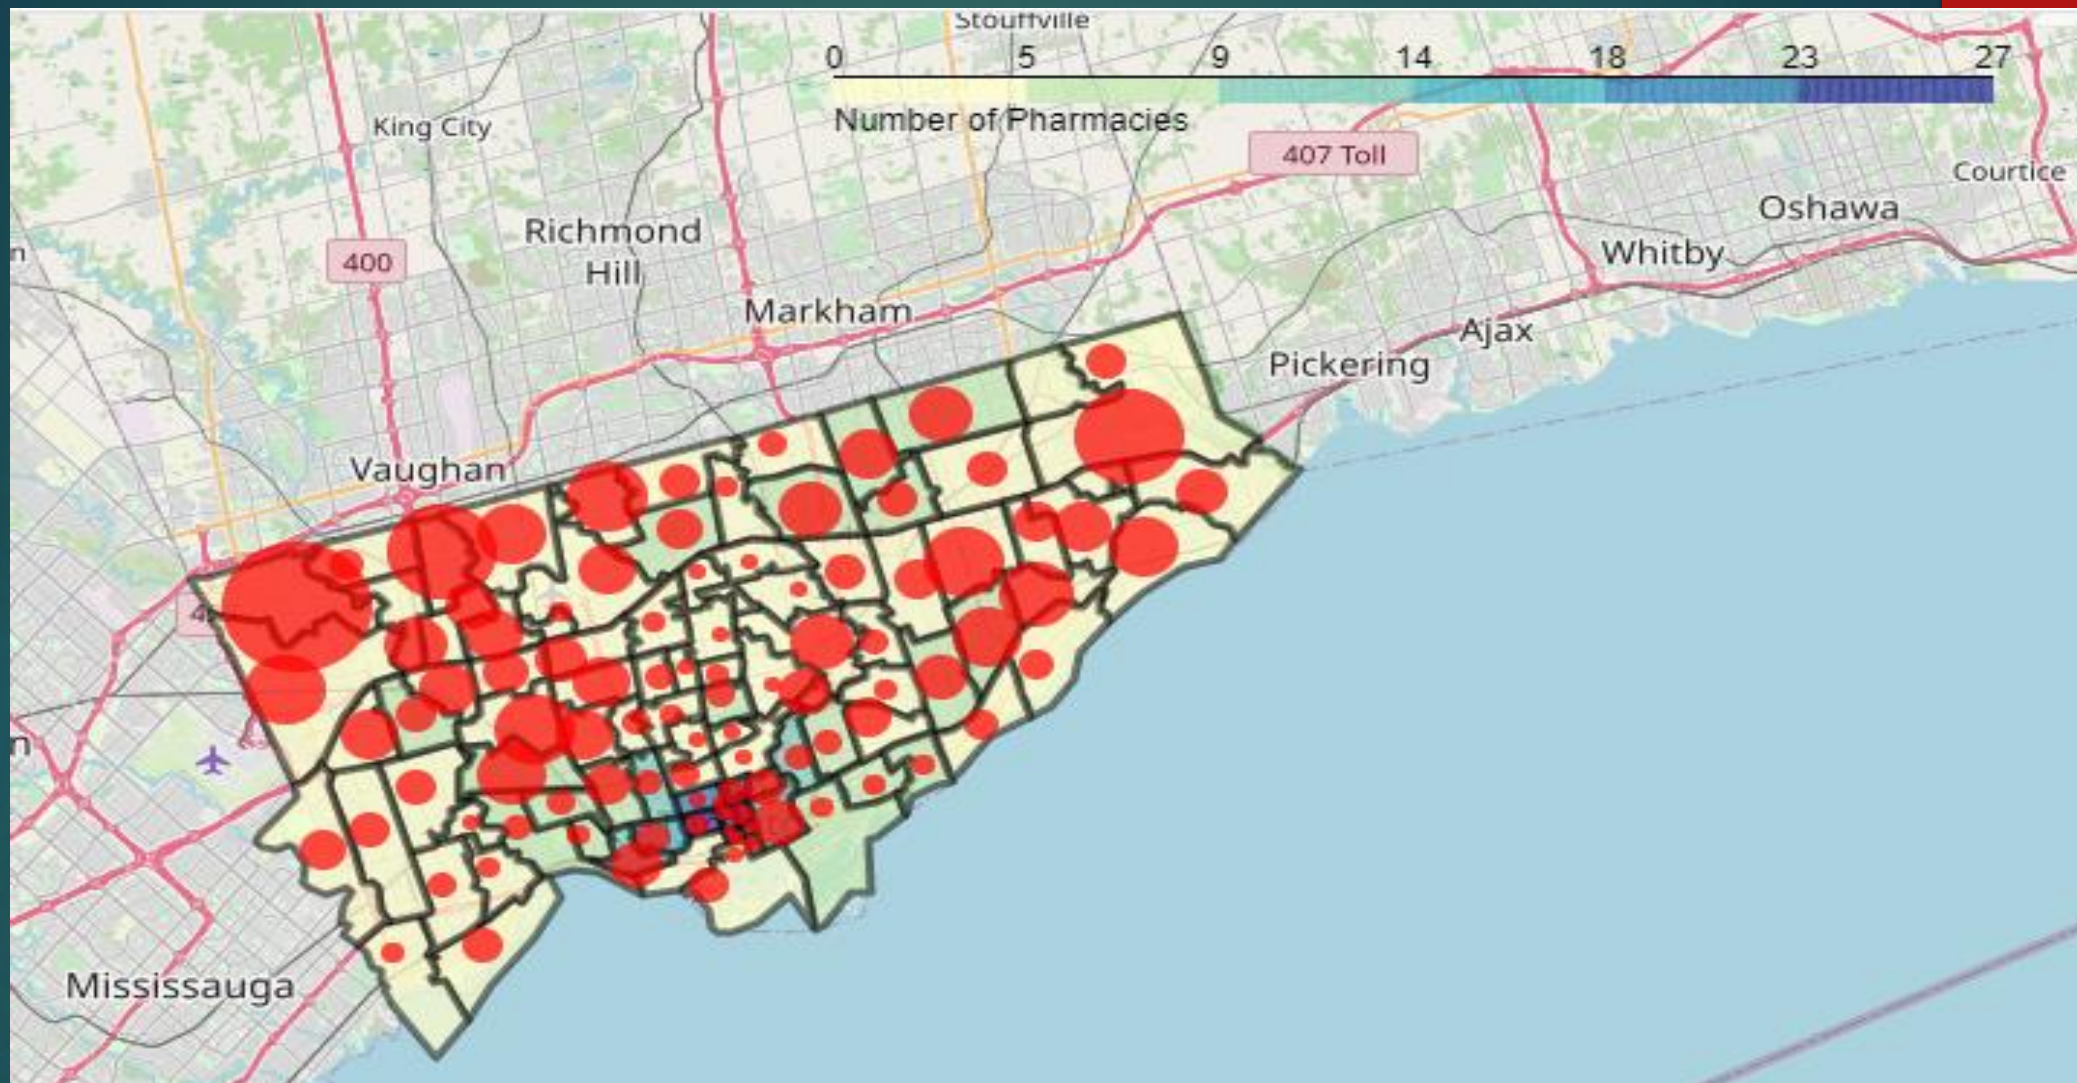 Stouffville
0 5 9 14 18 23 27
King City
Number of Pharmacies
407 Toll
Courtice
Oshawa
Richmond
Hill
Whitby
400
Markham
Ajax
Pickering
Vaughan
Mississauga